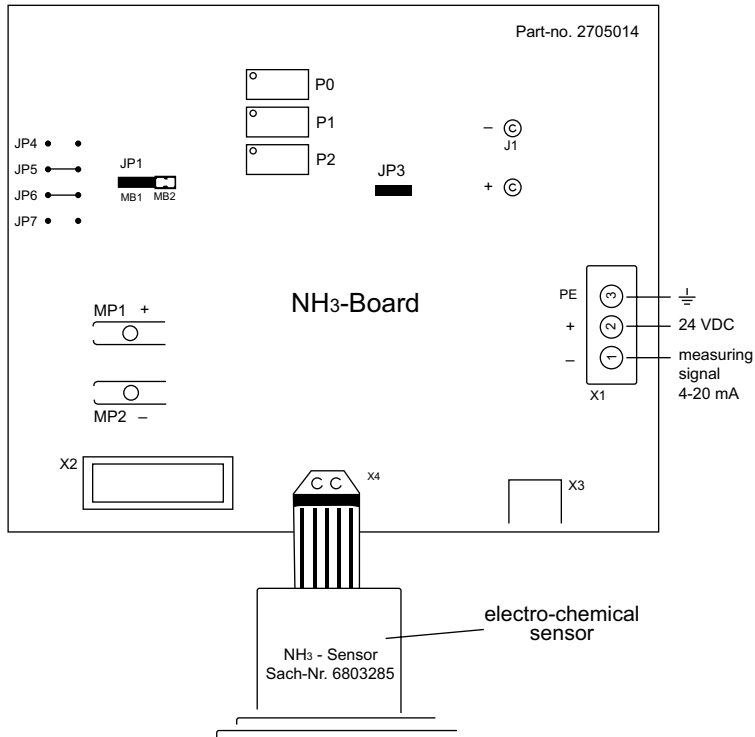 Part-no. 2705014
P0
P1
P2
– J1
+
JP4
JP5
JP6
JP7
JP1
MB1 MB2
JP3
NH3-Board
MP1 +
MP2 –
PE 3
+ 2 24 VDC
– 1 measuring
signal
4-20 mA
X1
X2
X4
X3
electro-chemical
sensor
NH3 - Sensor
Sach-Nr. 6803285